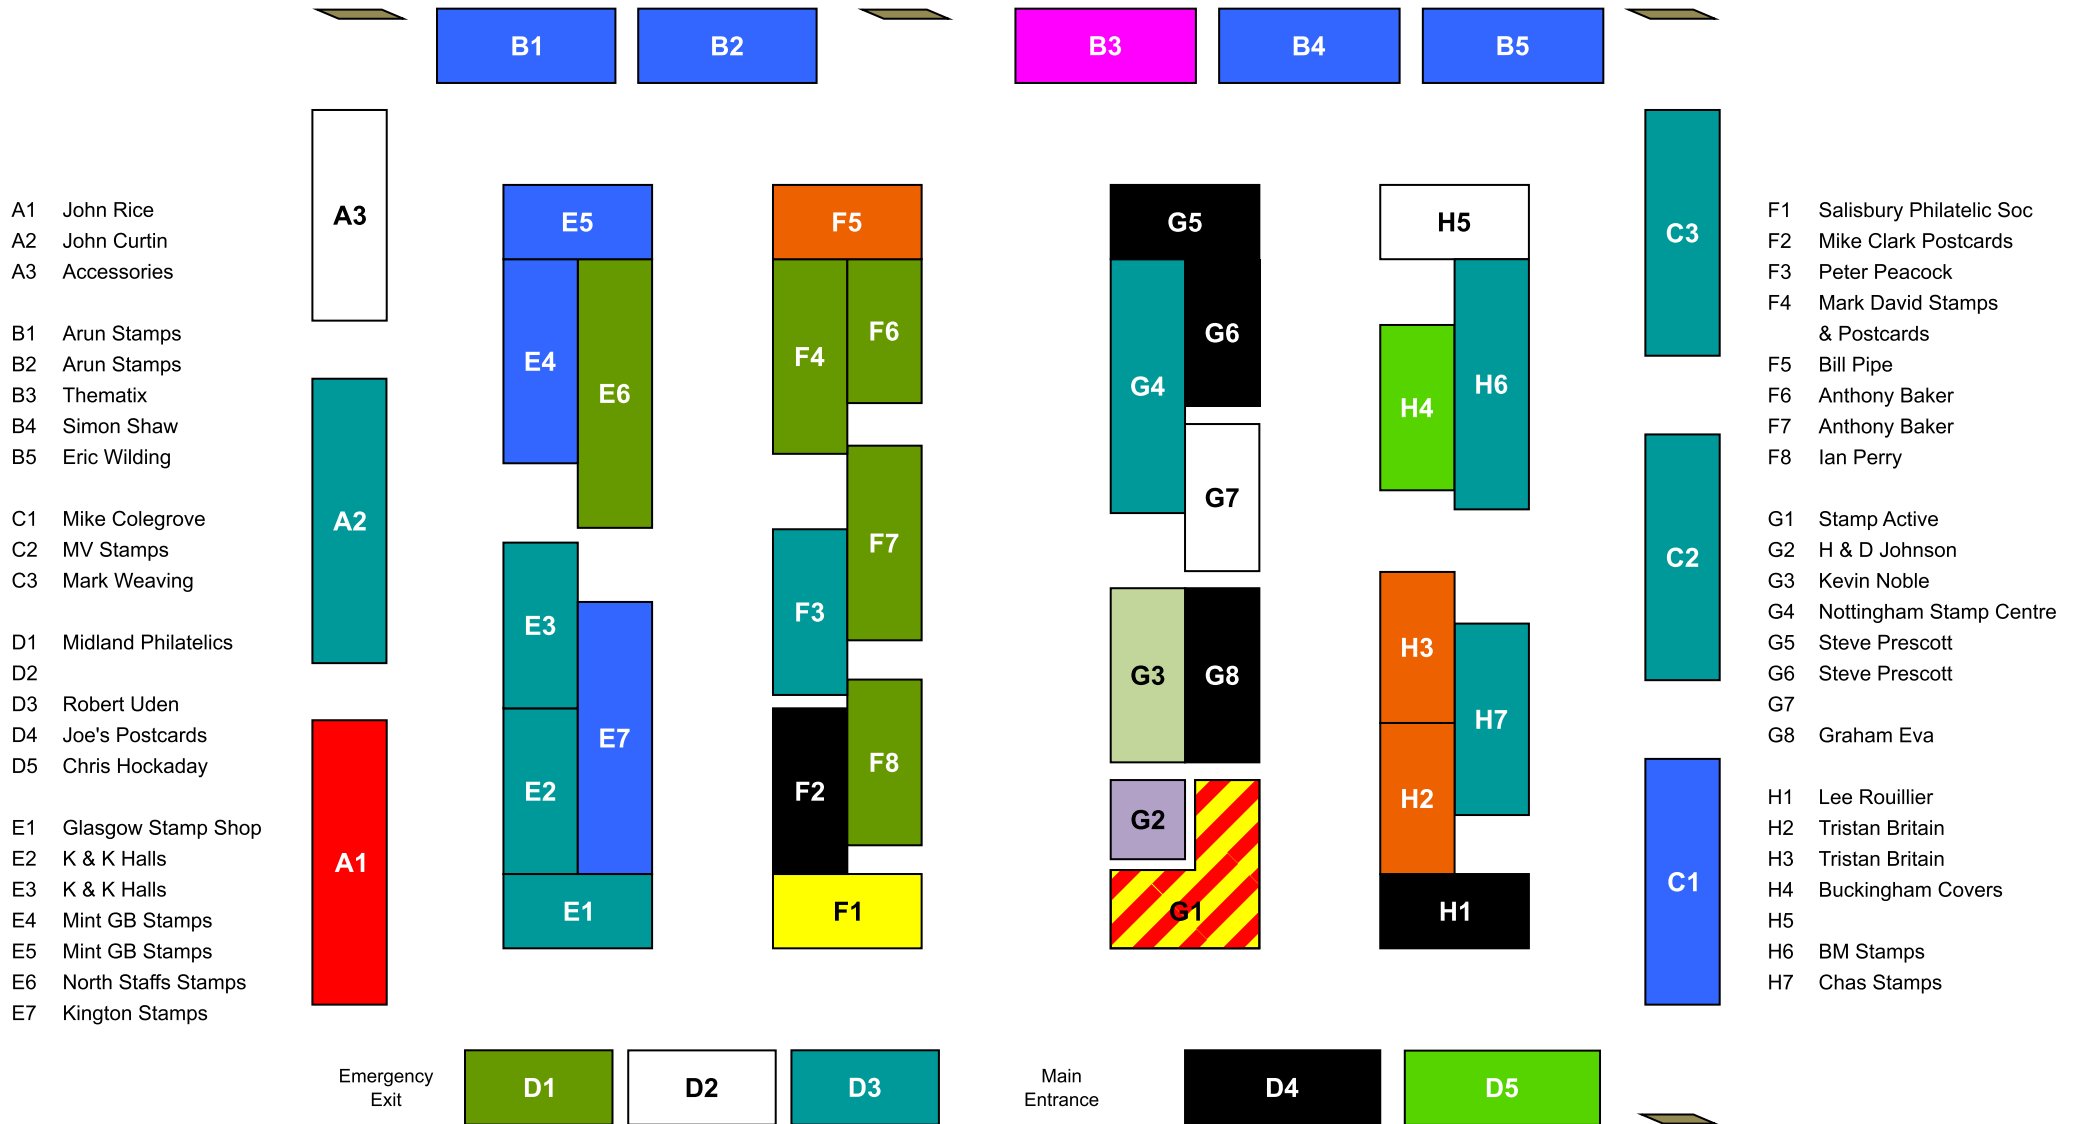 B1
B2
B3
B4
B5
A3
A2
A1
A1 John Rice
A2 John Curtin
A3 Accessories
B1 Arun Stamps
B2 Arun Stamps
B3 Thematix
B4 Simon Shaw
B5 Eric Wilding
C1 Mike Colegrove
C2 MV Stamps
C3 Mark Weaving
D1 Midland Philatelics
D2
D3 Robert Uden
D4 Joe's Postcards
D5 Chris Hockaday
E1 Glasgow Stamp Shop
E2 K & K Halls
E3 K & K Halls
E4 Mint GB Stamps
E5 Mint GB Stamps
E6 North Staffs Stamps
E7 Kington Stamps
E5
E4
E6
E3
E7
E2
E1
F5
F6
F4
F7
F3
F8
F2
F1
G5
G6
G4
G7
G3
G8
G2
G1
H5
H6
H4
H3
H7
H2
H1
C3
C2
C1
F1 Salisbury Philatelic Soc
F2 Mike Clark Postcards
F3 Peter Peacock
F4 Mark David Stamps
& Postcards
F5 Bill Pipe
F6 Anthony Baker
F7 Anthony Baker
F8 Ian Perry
G1 Stamp Active
G2 H & D Johnson
G3 Kevin Noble
G4 Nottingham Stamp Centre
G5 Steve Prescott
G6 Steve Prescott
G7
G8 Graham Eva
H1 Lee Rouillier
H2 Tristan Britain
H3 Tristan Britain
H4 Buckingham Covers
H5
H6 BM Stamps
H7 Chas Stamps
Emergency
Exit
D1
D2
D3
Main
Entrance
D4
D5